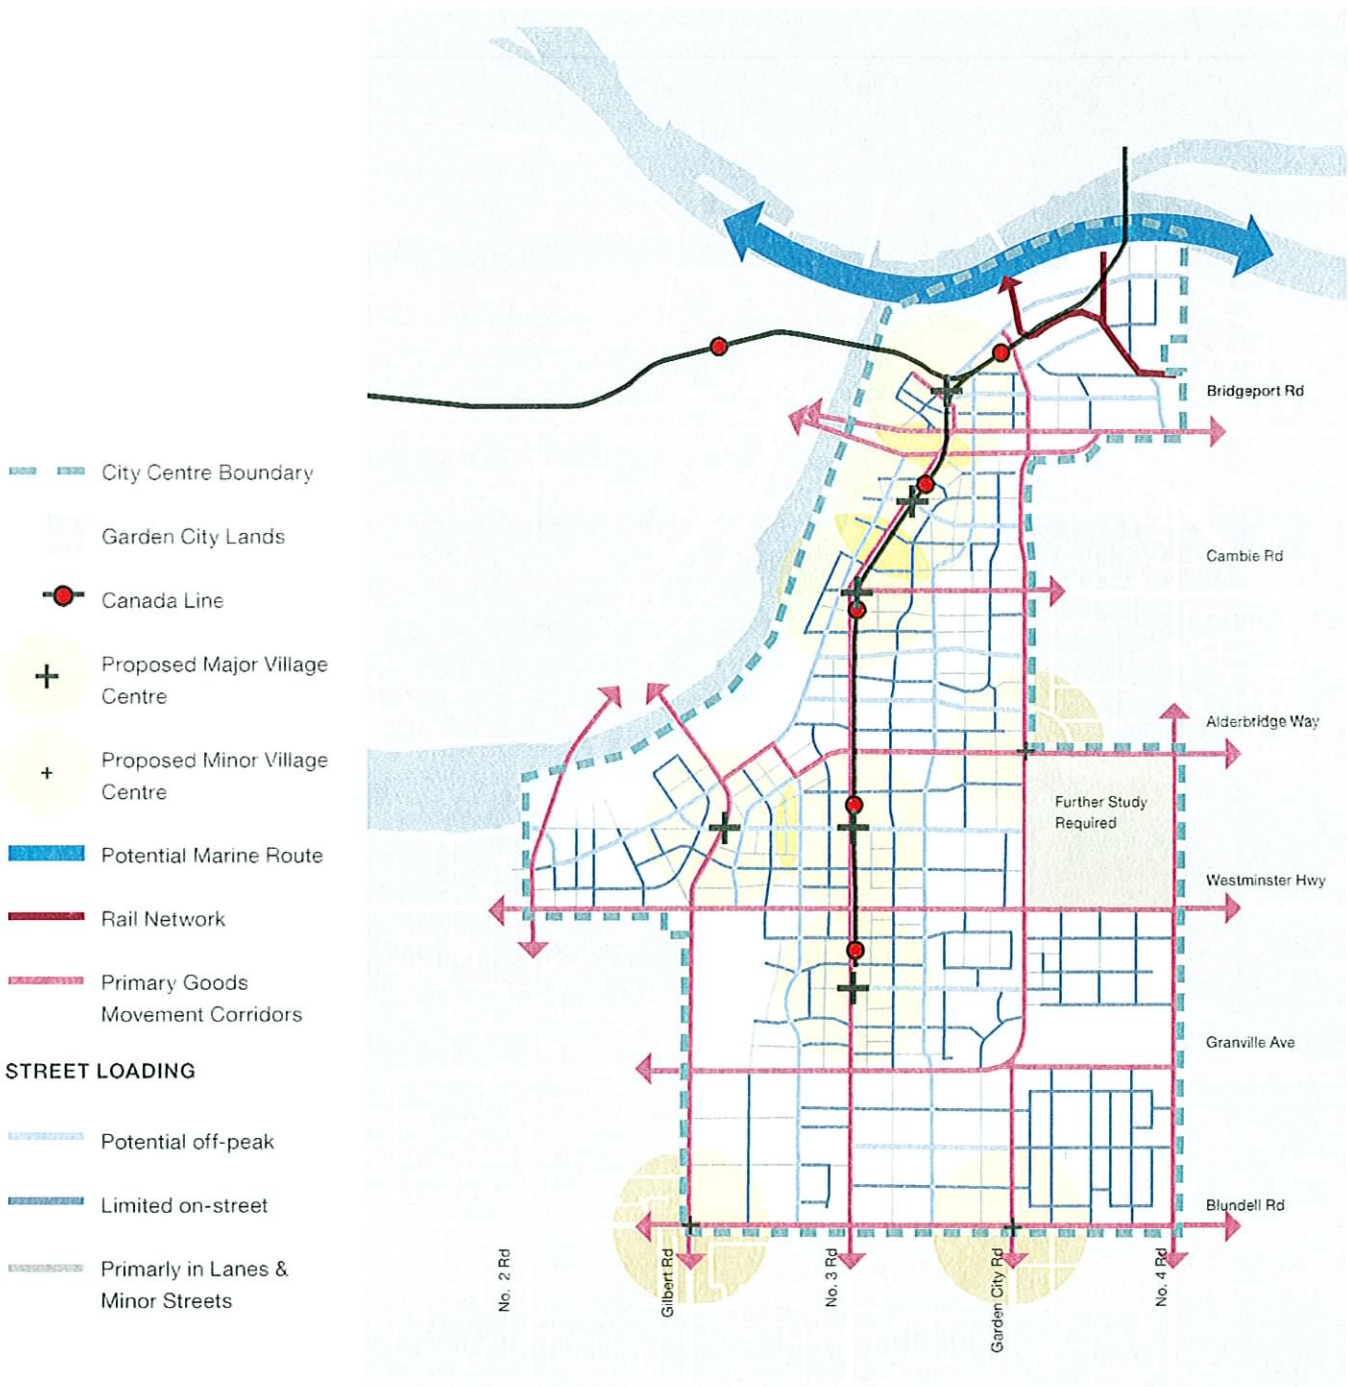 City Centre Boundary
Garden City Lands
Canada Line
Proposed Major Village
Centre
Proposed Minor Village
Centre
Potential Marine Route
Rail Network
Primary Goods
Movement Corridors
STREET LOADING
Potential off-peak
Limited on-street
Primarly in Lanes &
Minor Streets
Bridgeport Rd
Cambie Rd
Alderbridge Way
Further Study
Required
Westminster Hwy
Granville Ave
Blundell Rd
No. 2 Rd
Gilbert Rd
No. 3 Rd
Garden City Rd
No. 4 Rd